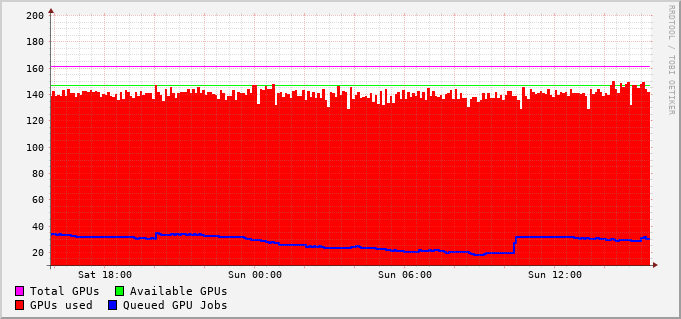 200
180
160
140
120
100
80
60
40
20
Sat 18:00 Sun 00:00 Sun 06:00 Sun 12:00
Total GPUs Available GPUs
GPUs used Queued GPU Jobs
RRDTOOL / TOBI OETIKER